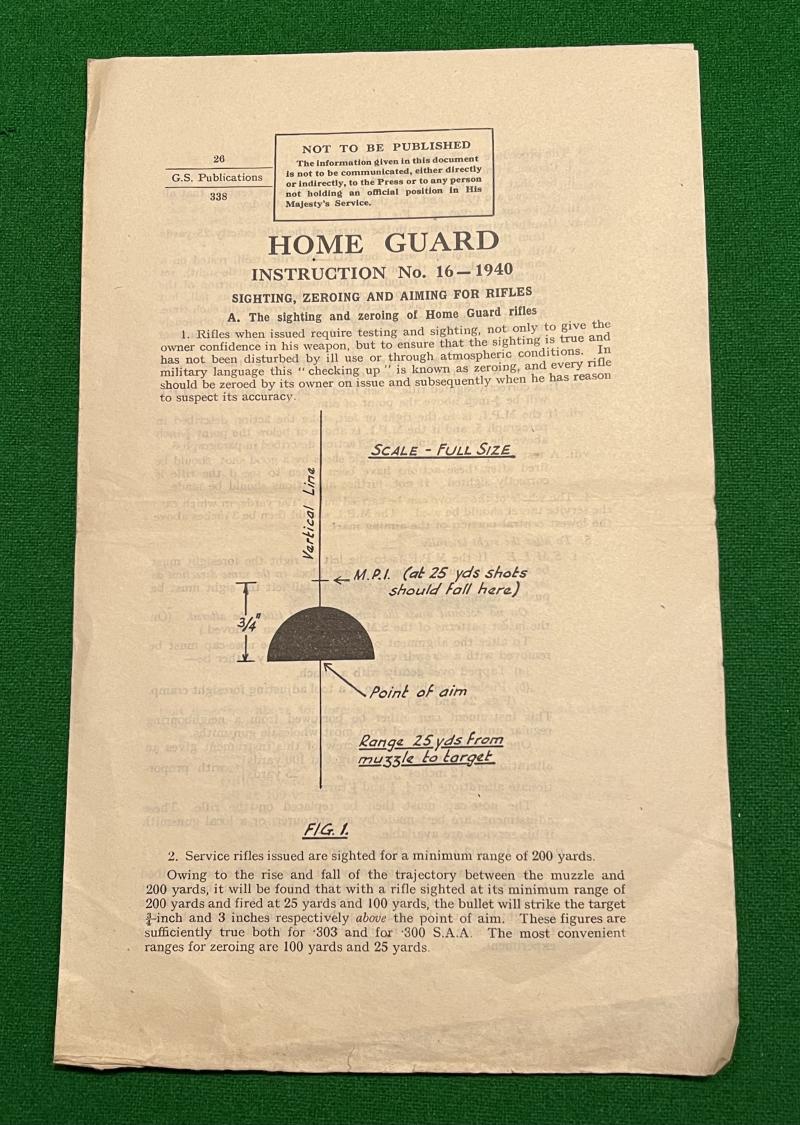 26
G.S. Publications
338
NOT TO BE PUBLISHED
The information given in this document
is not to be communicated, either directly
or indirectly, to the Press or to any person
not holding an official position in His
Majesty's Service.
HOME GUARD
INSTRUCTION No. 16—1940
SIGHTING, ZEROING AND AIMING FOR RIFLES
A. The sighting and zeroing of Home Guard rifles
1. Rifles when issued require testing and sighting, not only to give the
owner confidence in his weapon, but to ensure that the sighting is true and
has not been disturbed by ill use or through atmospheric conditions. In
military language this "checking up" is known as zeroing, and every rifle
should be zeroed by its owner on issue and subsequently when he has reason
to suspect its accuracy.
SCALE - FULL SIZE
Vertical Line
M.P.I. (at 25 yds shots
should fall here)
3/4"
Point of aim
Range 25 yds from
muzzle to target
FIG. 1.
2. Service rifles issued are sighted for a minimum range of 200 yards.
Owing to the rise and fall of the trajectory between the muzzle and
200 yards, it will be found that with a rifle sighted at its minimum range of
200 yards and fired at 25 yards and 100 yards, the bullet will strike the target
¾-inch and 3 inches respectively above the point of aim. These figures are
sufficiently true both for ·303 and for ·300 S.A.A. The most convenient
ranges for zeroing are 100 yards and 25 yards.